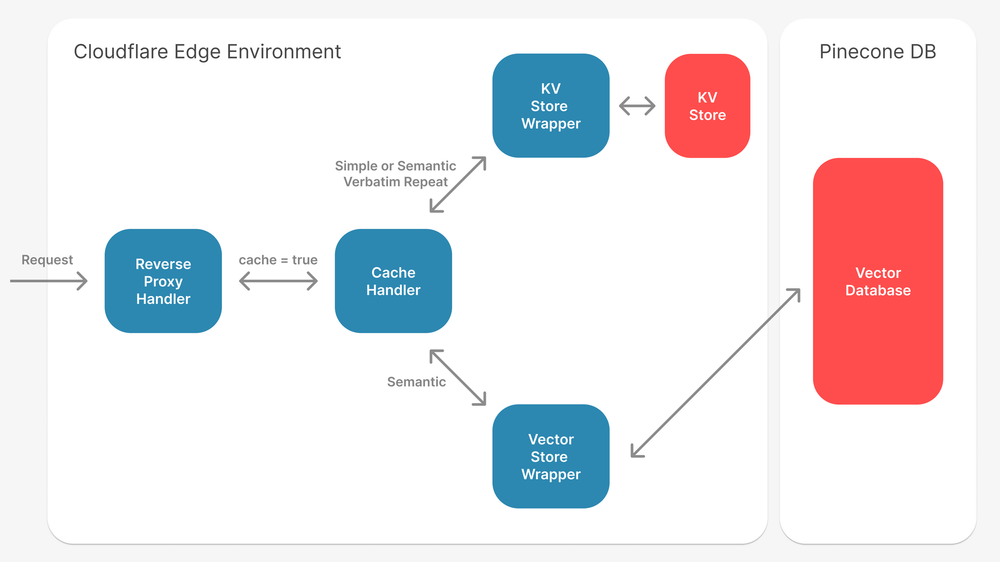 Cloudflare Edge Environment
Pinecone DB
KV
Store
Wrapper
KV
Store
Simple or Semantic
Verbatim Repeat
Request
Reverse
Proxy
Handler
cache = true
Cache
Handler
Vector
Database
Semantic
Vector
Store
Wrapper